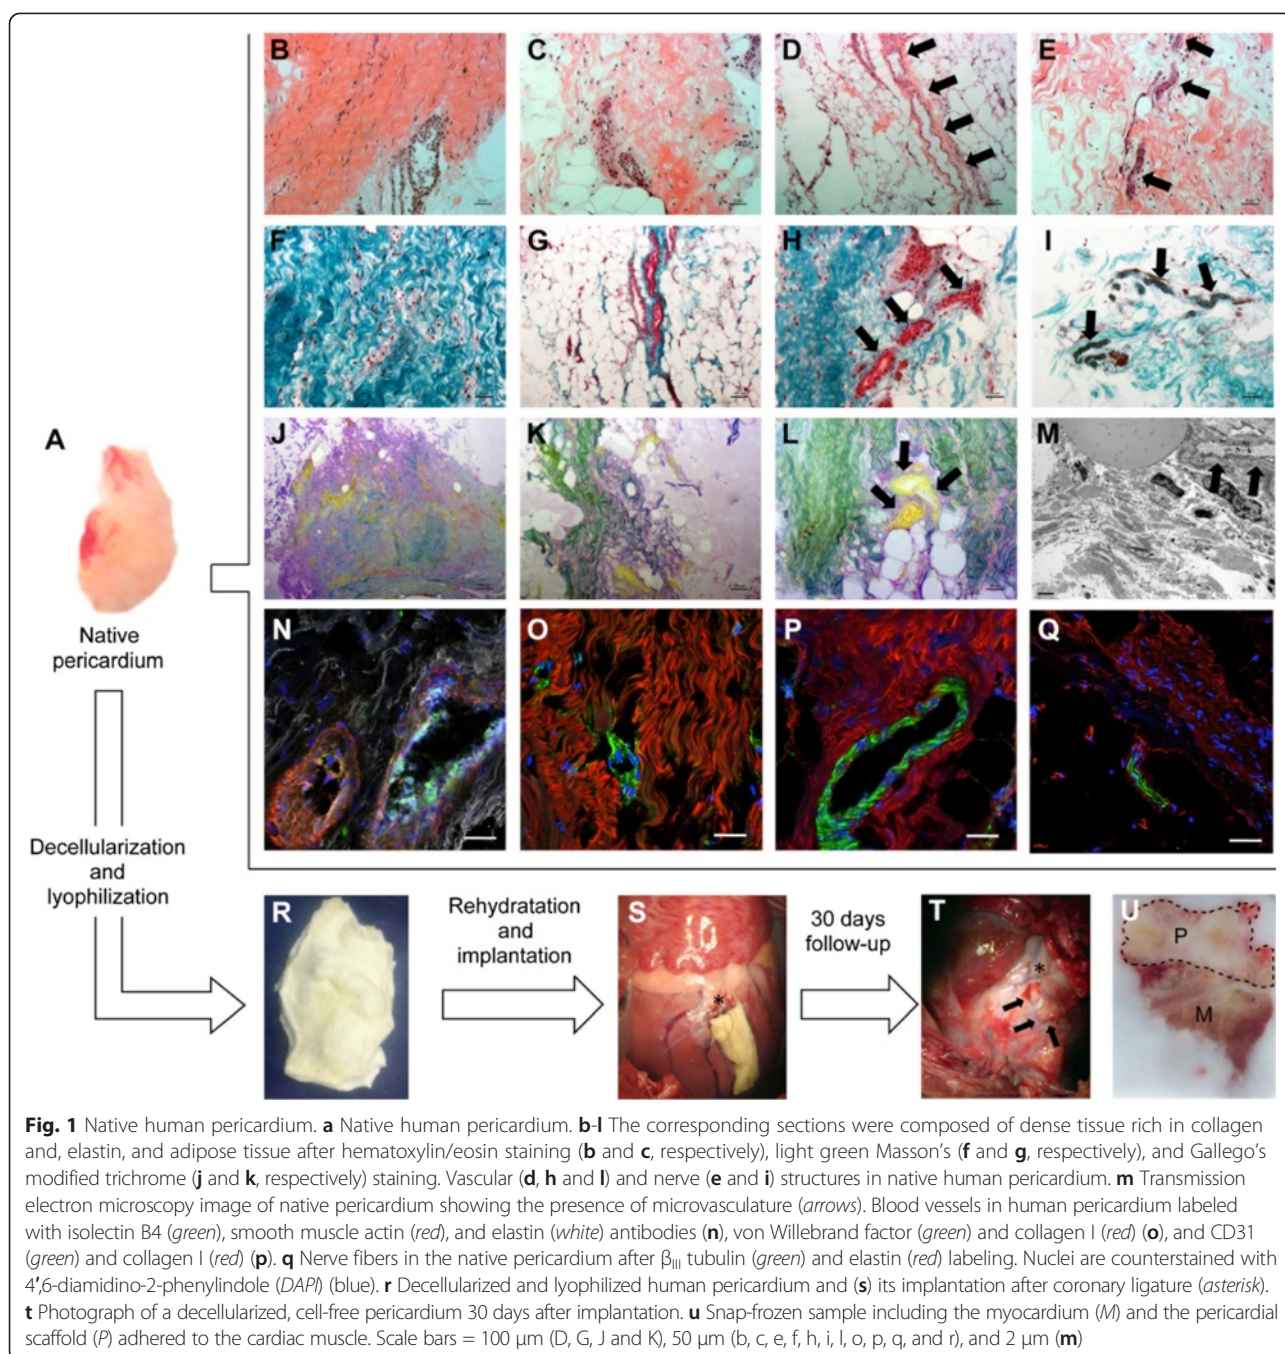 B
C
D
E
F
G
H
I
A
J
K
L
M
Native
pericardium
N
O
P
Q
Decellularization
and
lyophilization
R
Rehydratation
and
implantation
S
*
30 days
follow-up
T
*
U
P
M
Fig. 1 Native human pericardium. a Native human pericardium. b-l The corresponding sections were composed of dense tissue rich in collagen
and, elastin, and adipose tissue after hematoxylin/eosin staining (b and c, respectively), light green Masson's (f and g, respectively), and Gallego's
modified trichrome (j and k, respectively) staining. Vascular (d, h and l) and nerve (e and i) structures in native human pericardium. m Transmission
electron microscopy image of native pericardium showing the presence of microvasculature (arrows). Blood vessels in human pericardium labeled
with isolectin B4 (green), smooth muscle actin (red), and elastin (white) antibodies (n), von Willebrand factor (green) and collagen I (red) (o), and CD31
(green) and collagen I (red) (p). q Nerve fibers in the native pericardium after βIII tubulin (green) and elastin (red) labeling. Nuclei are counterstained with
4′,6-diamidino-2-phenylindole (DAPI) (blue). r Decellularized and lyophilized human pericardium and (s) its implantation after coronary ligature (asterisk).
t Photograph of a decellularized, cell-free pericardium 30 days after implantation. u Snap-frozen sample including the myocardium (M) and the pericardial
scaffold (P) adhered to the cardiac muscle. Scale bars = 100 μm (D, G, J and K), 50 μm (b, c, e, f, h, i, l, o, p, q, and r), and 2 μm (m)